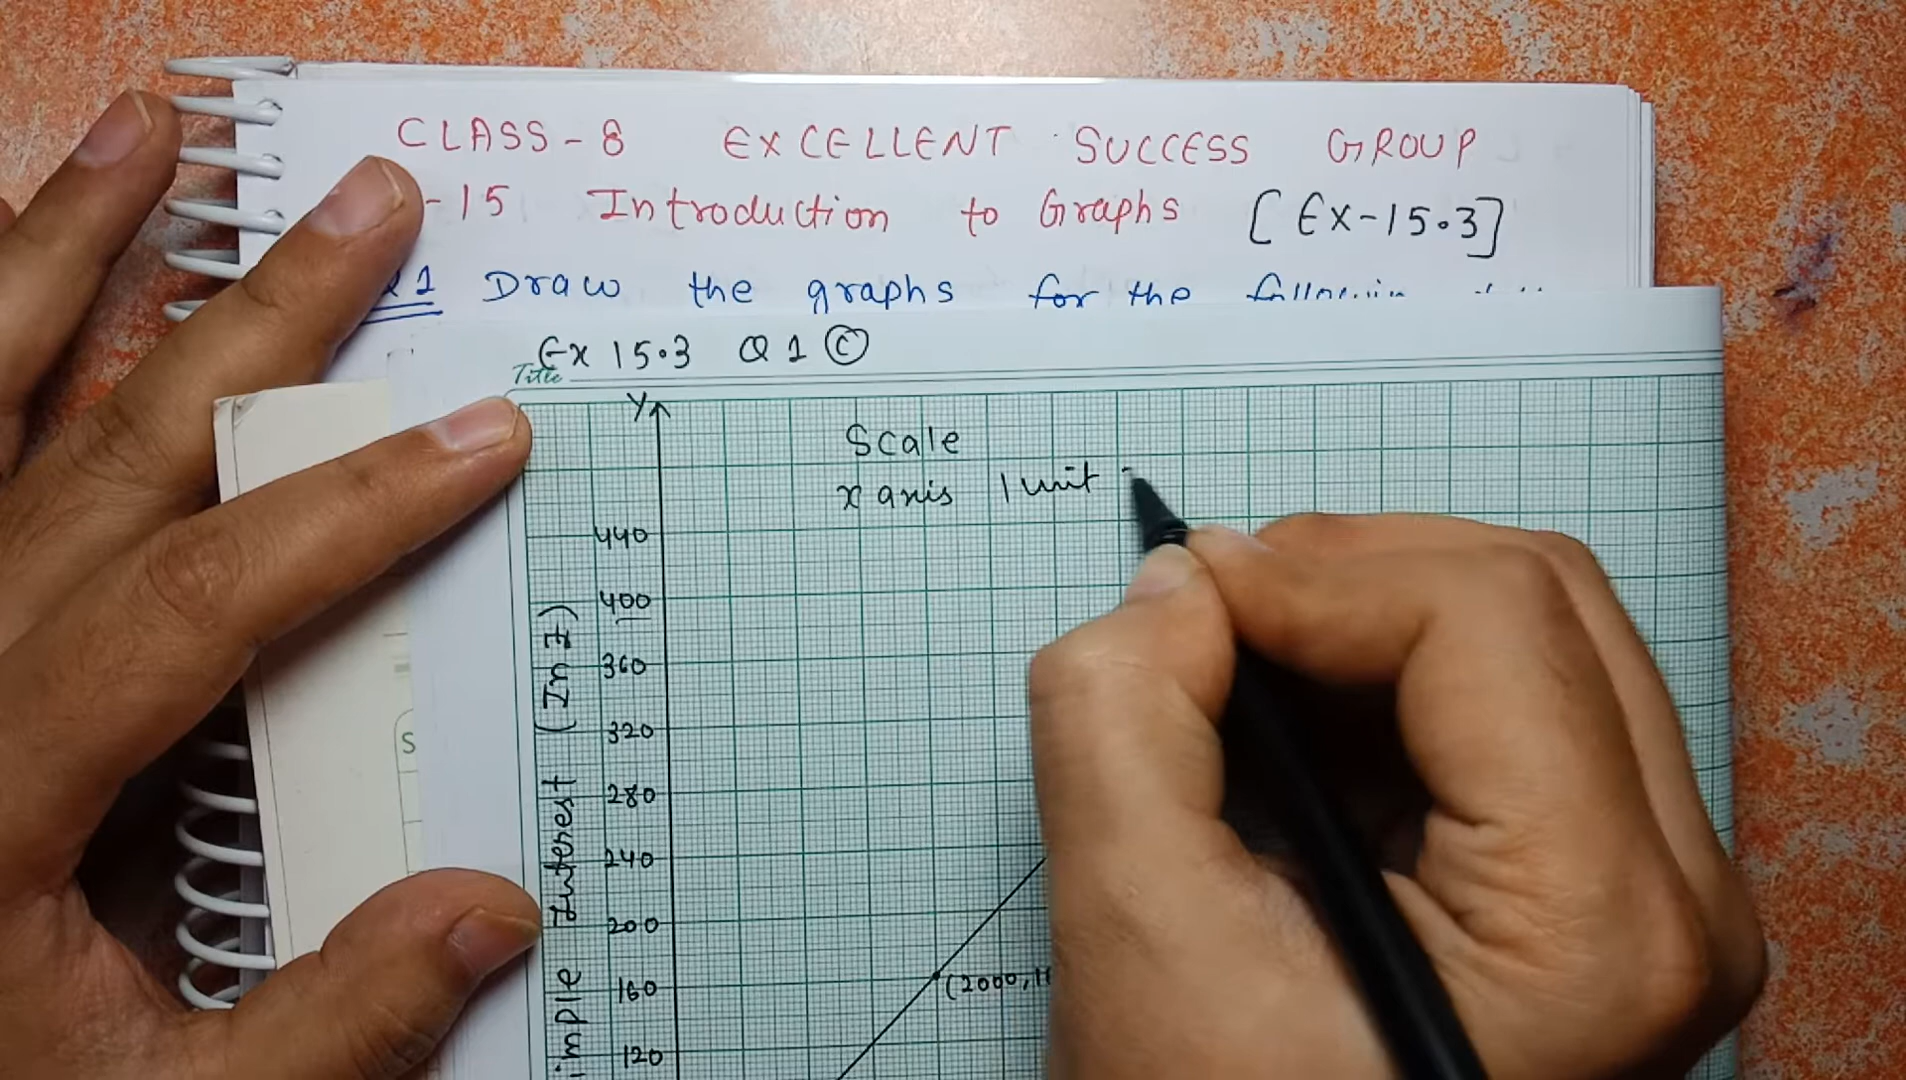 CLASS-8 EXCELLENT SUCCESS GROUP
-15 Introduction to Graphs [Ex-15.3]
Q1 Draw the graphs for the
Ex 15.3 Q1 (C)
Title
Y
Scale
x axis 1 unit
440
400
360
320
280
240
200
160
120
Simple Interest (In ₹)
(2000,1
S